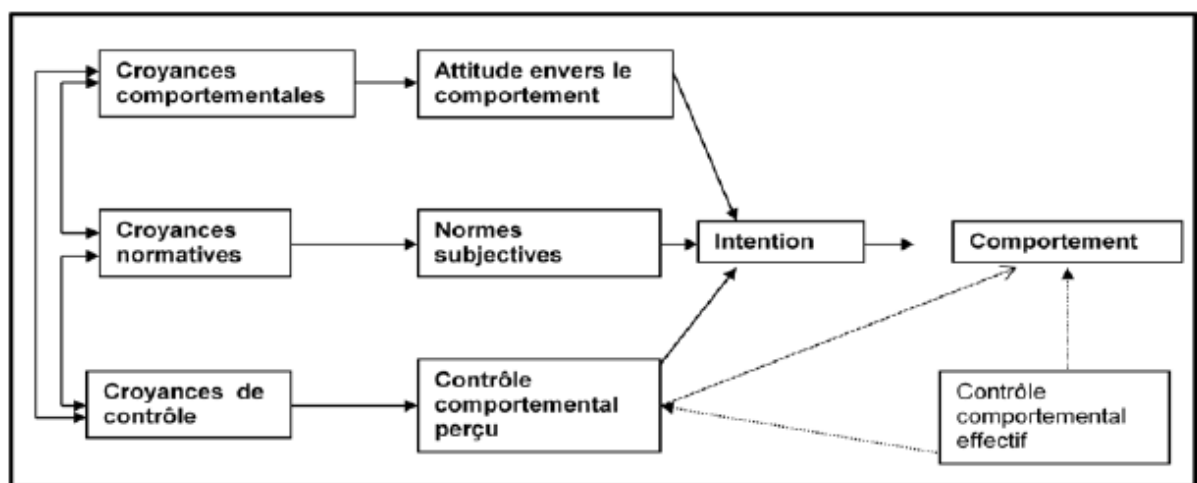 Croyances
comportementales
Attitude envers le
comportement
Croyances
normatives
Normes
subjectives
Intention
Comportement
Croyances de
contrôle
Contrôle
comportemental
perçu
Contrôle
comportemental
effectif